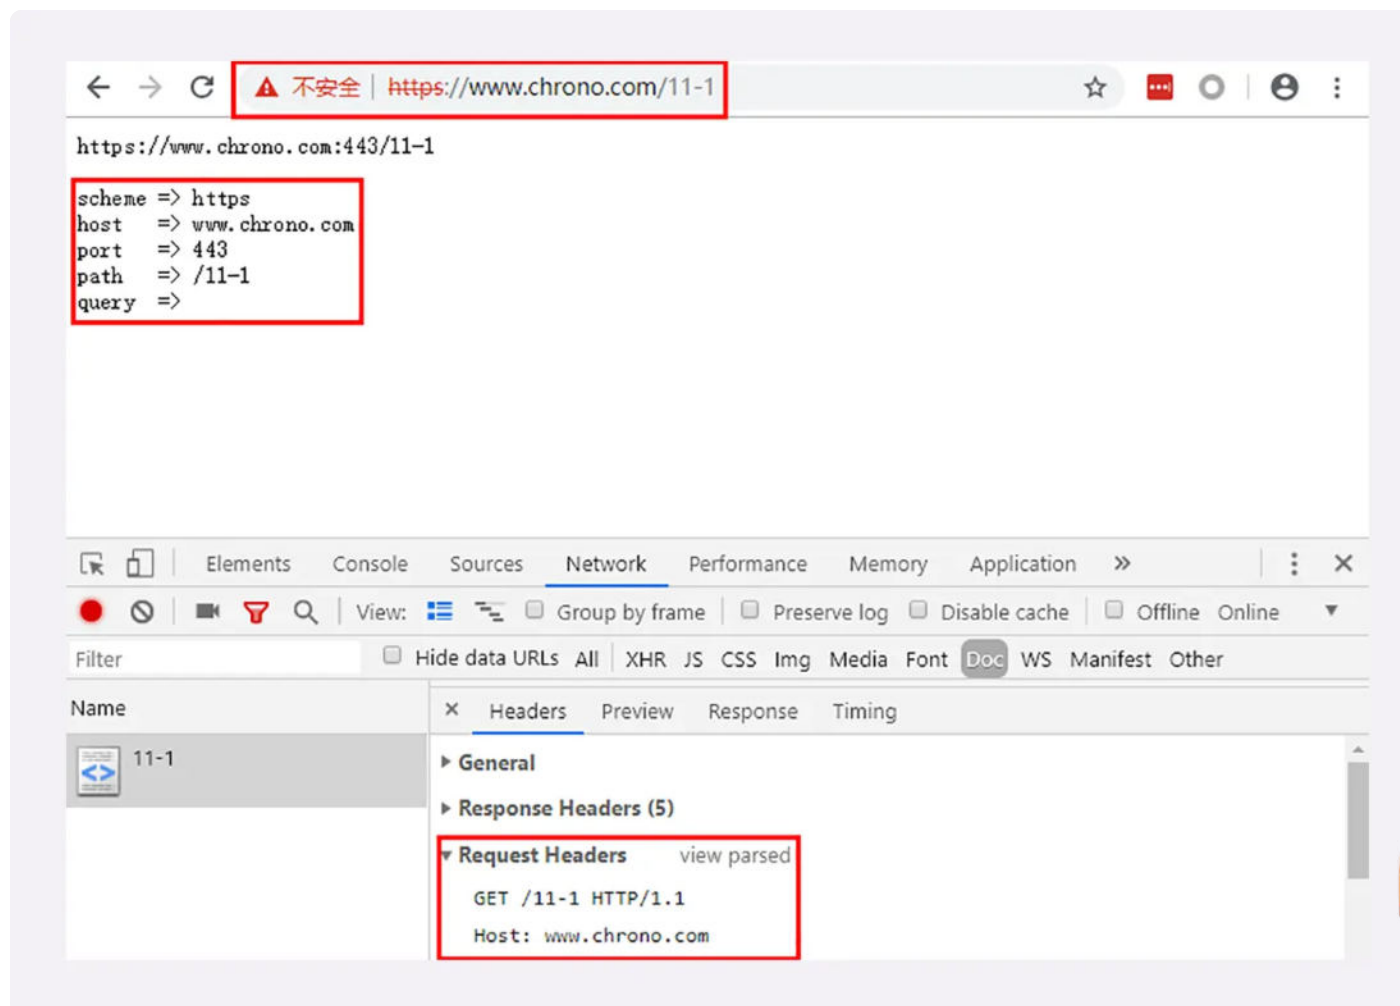 不安全 | https://www.chrono.com/11-1
https://www.chrono.com:443/11-1
scheme => https
host => www.chrono.com
port => 443
path => /11-1
query =>
Elements Console Sources Network Performance Memory Application »
View: Group by frame Preserve log Disable cache Offline Online
Filter Hide data URLs All XHR JS CSS Img Media Font Doc WS Manifest Other
Name
× Headers Preview Response Timing
11-1
General
Response Headers (5)
Request Headers view parsed
GET /11-1 HTTP/1.1
Host: www.chrono.com